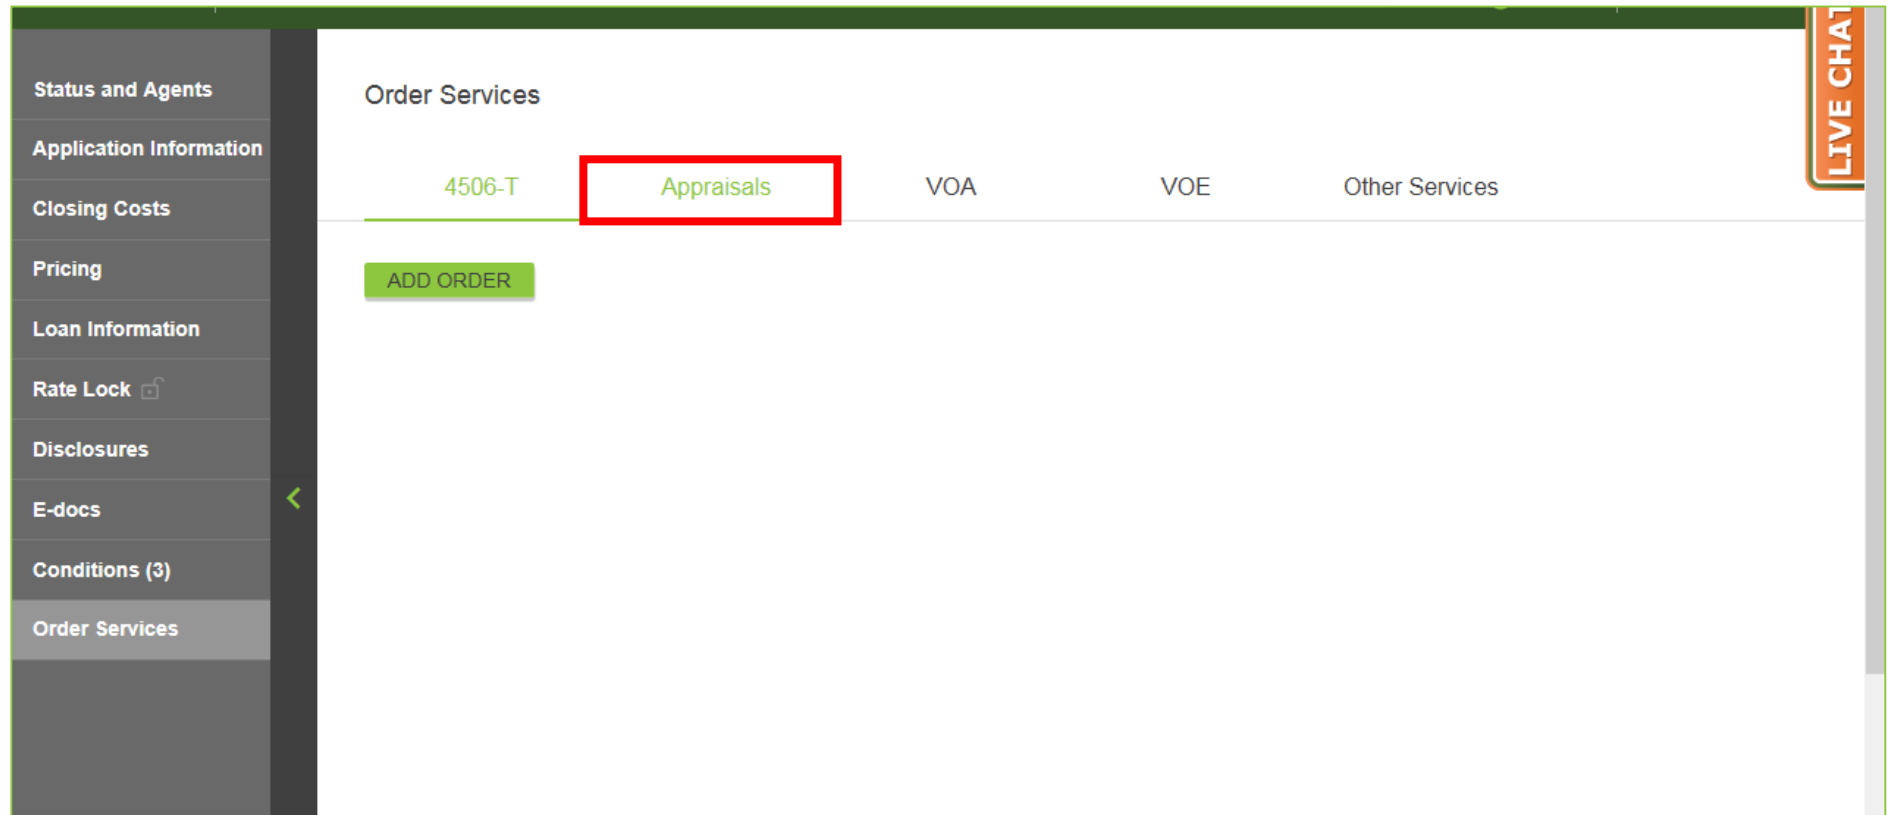 Status and Agents
Application Information
Closing Costs
Pricing
Loan Information
Rate Lock
Disclosures
E-docs
Conditions (3)
Order Services
Order Services
4506-T Appraisals VOA VOE Other Services
ADD ORDER
LIVE CHAT